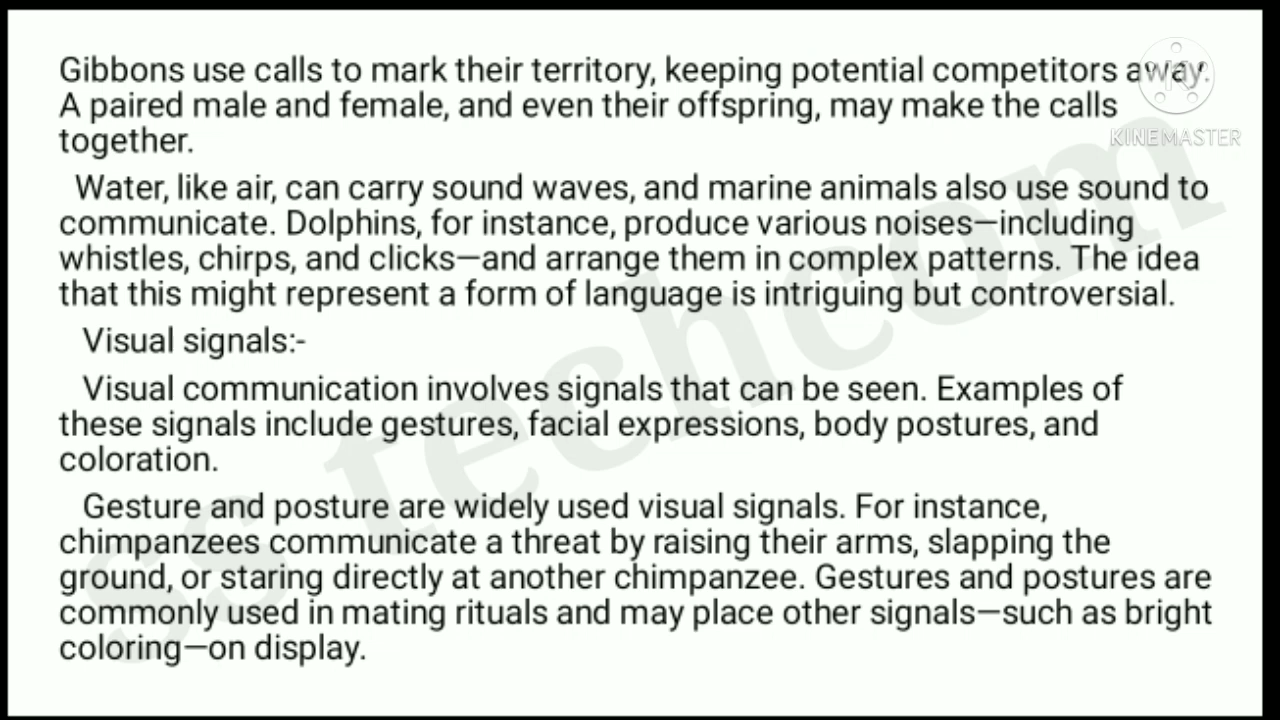 Gibbons use calls to mark their territory, keeping potential competitors away.
A paired male and female, and even their offspring, may make the calls
together.
Water, like air, can carry sound waves, and marine animals also use sound to
communicate. Dolphins, for instance, produce various noises—including
whistles, chirps, and clicks—and arrange them in complex patterns. The idea
that this might represent a form of language is intriguing but controversial.
Visual signals:-
Visual communication involves signals that can be seen. Examples of
these signals include gestures, facial expressions, body postures, and
coloration.
Gesture and posture are widely used visual signals. For instance,
chimpanzees communicate a threat by raising their arms, slapping the
ground, or staring directly at another chimpanzee. Gestures and postures are
commonly used in mating rituals and may place other signals—such as bright
coloring—on display.
K
KINEMASTER
ss techcom